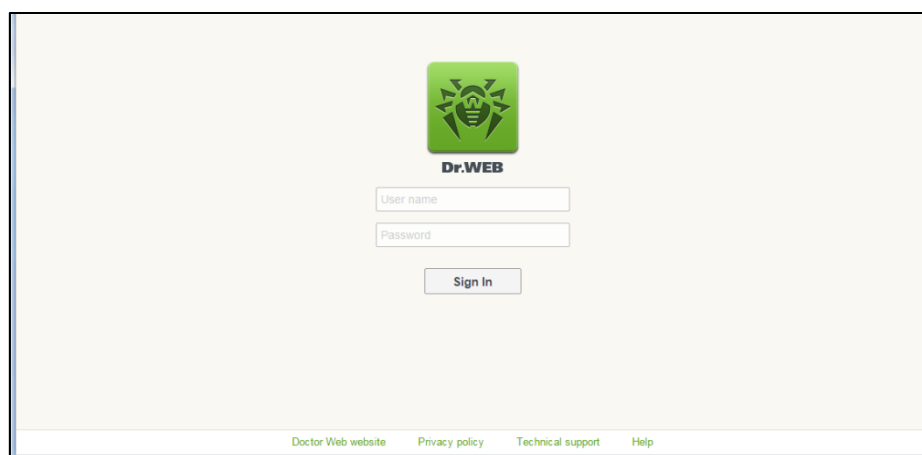 Dr.WEB
User name
Password
Sign In
Doctor Web website Privacy policy Technical support Help